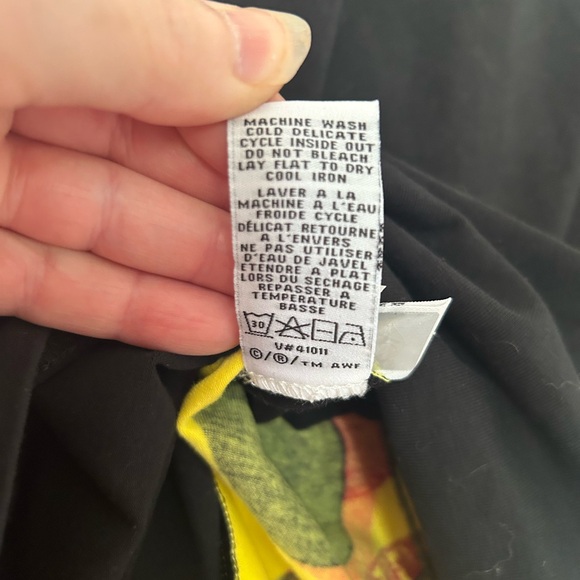 MACHINE WASH
COLD DELICATE
CYCLE INSIDE OUT
DO NOT BLEACH
LAY FLAT TO DRY
COOL IRON
LAVER A LA
MACHINE A L'EAU
FROIDE CYCLE
DÉLICAT RETOURNE
A L'ENVERS
NE PAS UTILISER
D'EAU DE JAVEL
ETENDRE A PLAT
LORS DU SECHAGE
REPASSER A
TEMPERATURE
BASSE
30
V#41011
©/®/TM AWF